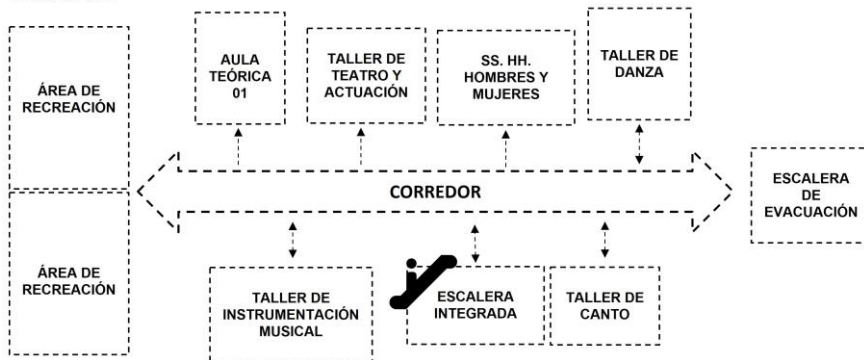 ÁREA DE
RECREACIÓN
AULA
TEÓRICA
01
TALLER DE
TEATRO Y
ACTUACIÓN
SS. HH.
HOMBRES Y
MUJERES
TALLER DE
DANZA
CORREDOR
ESCALERA
DE
EVACUACIÓN
ÁREA DE
RECREACIÓN
TALLER DE
INSTRUMENTACIÓN
MUSICAL
ESCALERA
INTEGRADA
TALLER DE
CANTO